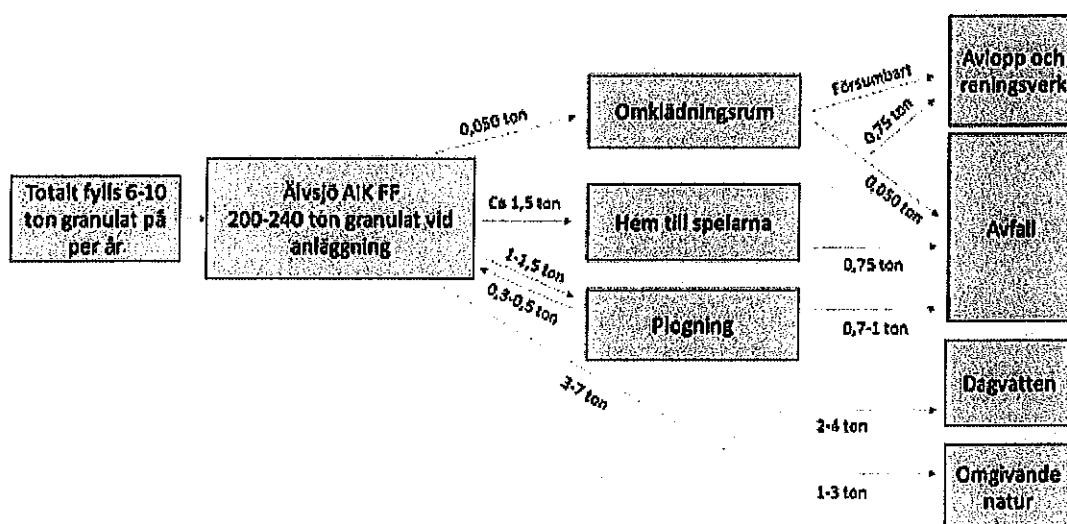 Totalt fylls 6-10
ton granulat på
per år
Älvsjö AIK FF
200-240 ton granulat vid
anläggning
0,050 ton
Ca 1,5 ton
1-1,5 ton
0,3-0,5 ton
3-7 ton
Omklädningsrum
Hem till spelarna
Plogning
Försumbart
0,75 ton
0,050 ton
0,75 ton
0,7-1 ton
2-4 ton
1-3 ton
Avlopp och
reningsverk
Avfall
Dagvatten
Omgivande
natur